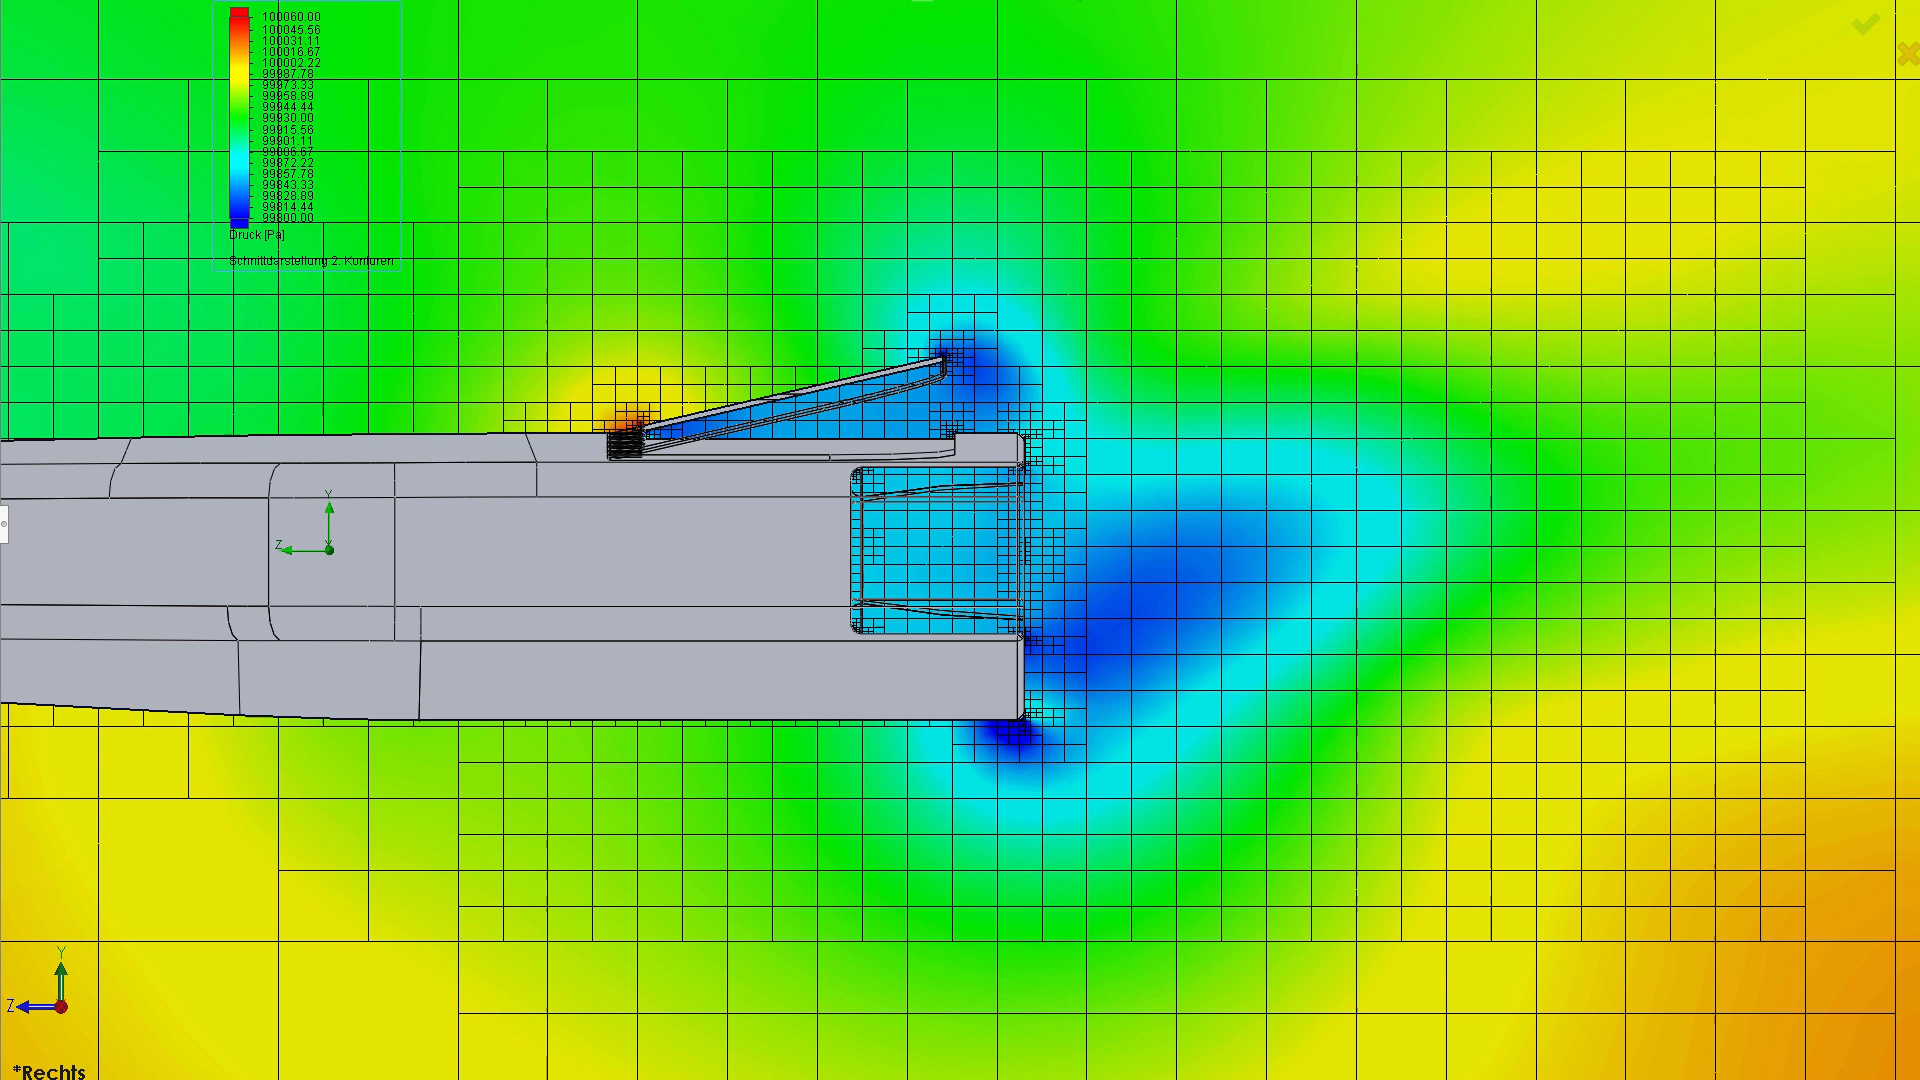 100060.00
100045.56
100031.11
100016.67
100002.22
99987.78
99973.33
99958.89
99944.44
99930.00
99915.56
99901.11
99886.67
99872.22
99857.78
99843.33
99828.89
99814.44
99800.00
Druck [Pa]
Schnittdarstellung 2: Konturen
Y
Z
Y
Z
*Rechts